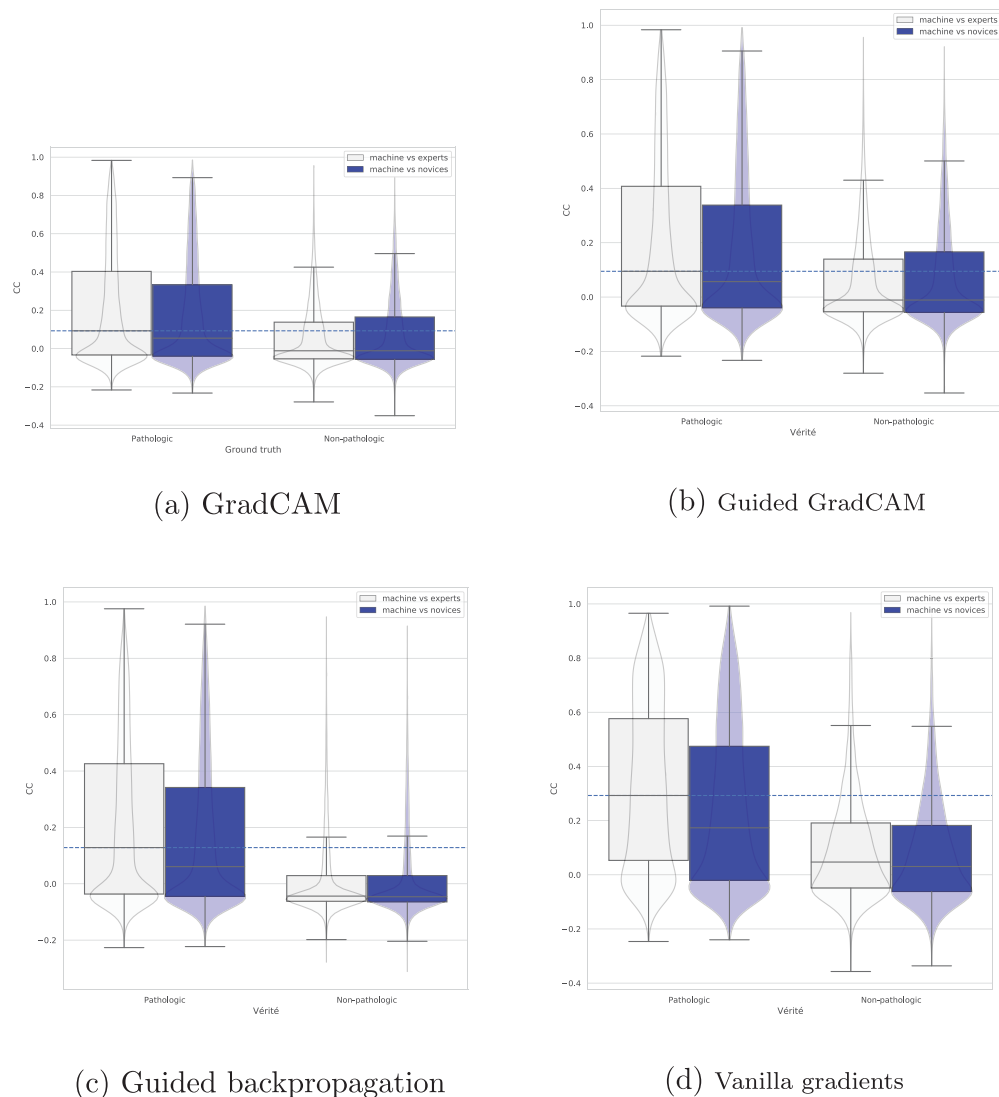 machine vs experts
machine vs novices
1.0
0.8
0.6
0.4
0.2
0.0
−0.2
−0.4
CC
Pathologic
Non-pathologic
Ground truth
(a) GradCAM
machine vs experts
machine vs novices
1.0
0.8
0.6
0.4
0.2
0.0
−0.2
−0.4
CC
Pathologic
Non-pathologic
Vérité
(b) Guided GradCAM
machine vs experts
machine vs novices
1.0
0.8
0.6
0.4
0.2
0.0
−0.2
CC
Pathologic
Non-pathologic
Vérité
(c) Guided backpropagation
machine vs experts
machine vs novices
1.0
0.8
0.6
0.4
0.2
0.0
−0.2
−0.4
CC
Pathologic
Non-pathologic
Vérité
(d) Vanilla gradients